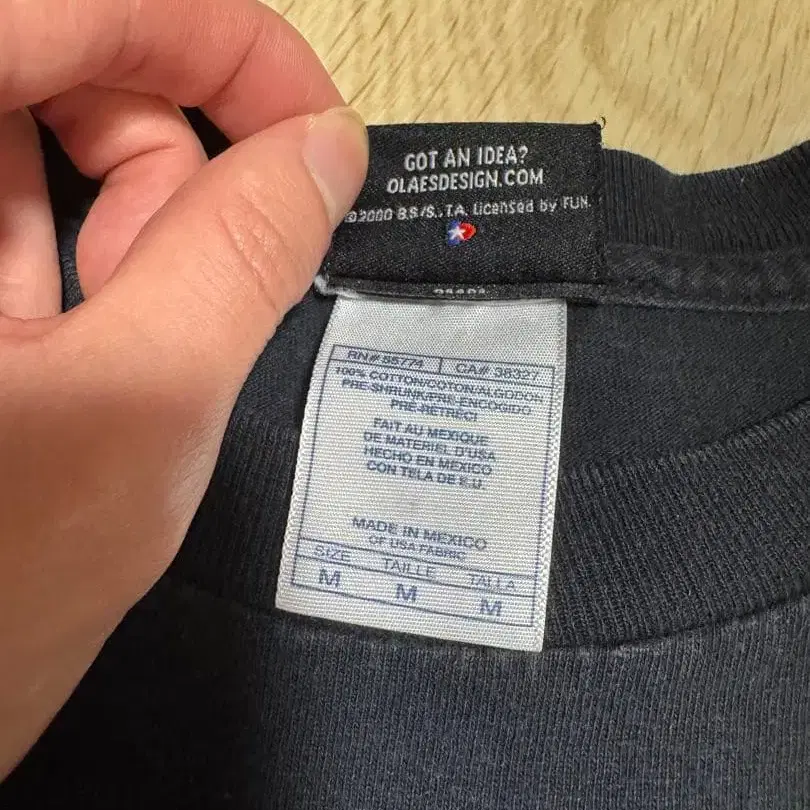 GOT AN IDEA?
OLAESDESIGN.COM
©2000 B.S/S..T.A. Licensed by FUN.
RN# 55774 CA# 36327
100% COTTON/COTON/ALGODON
PRE-SHRUNK/PRE-ENCOGIDO
PRE-RETRECI
FAIT AU MEXIQUE
DE MATERIEL D'USA
HECHO EN MEXICO
CON TELA DE E.U.
MADE IN MEXICO
OF USA FABRIC
SIZE TAILLE TALLA
M M M